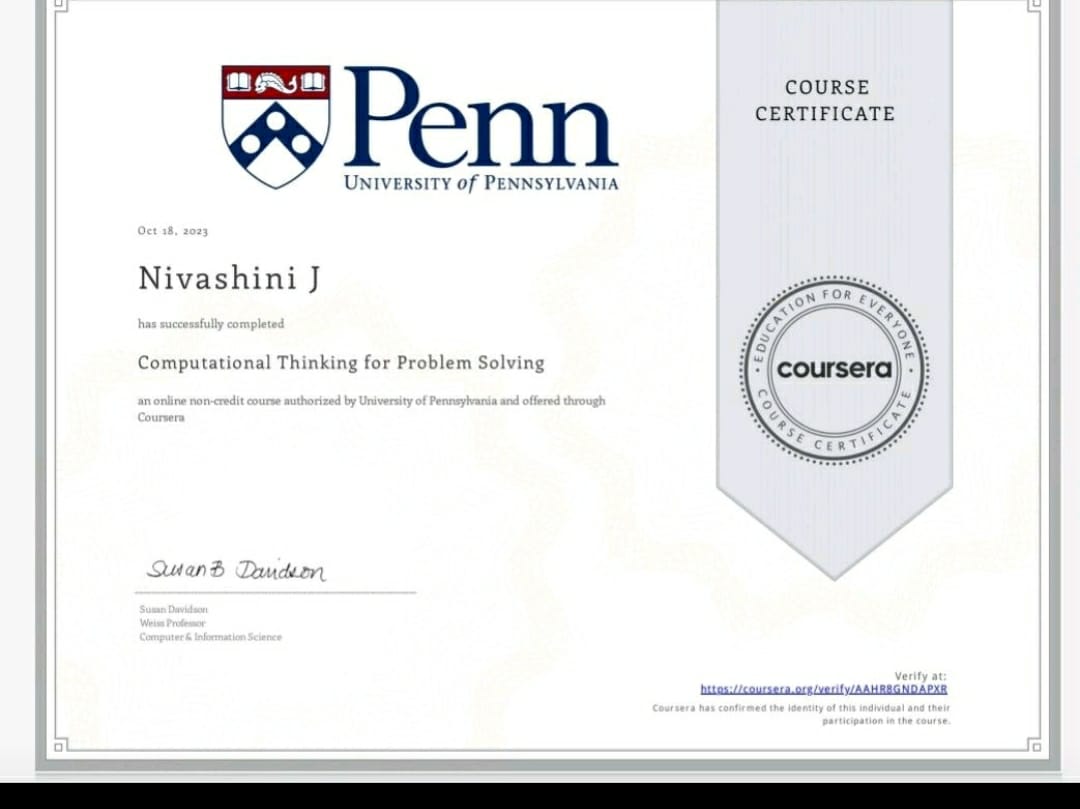 Penn
UNIVERSITY of PENNSYLVANIA
COURSE
CERTIFICATE
Oct 18, 2023
Nivashini J
has successfully completed
Computational Thinking for Problem Solving
an online non-credit course authorized by University of Pennsylvania and offered through
Coursera
EDUCATION FOR EVERYONE
coursera
COURSE CERTIFICATE
Susan B Davidson
Susan Davidson
Weiss Professor
Computer & Information Science
Verify at:
https://coursera.org/verify/AAHR8GNDAPXR
Coursera has confirmed the identity of this individual and their
participation in the course.